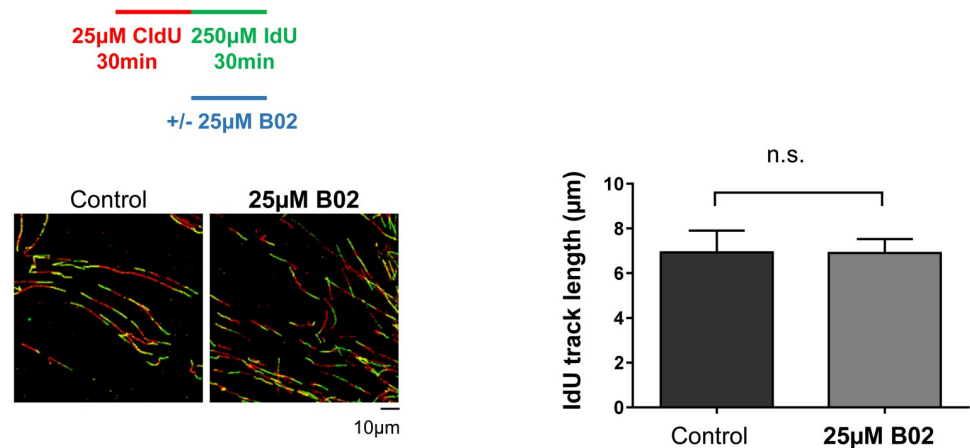 25µM CldU 250µM IdU
30min 30min
+/- 25µM B02
Control 25µM B02
10µm
n.s.
IdU track length (µm)
10
8
6
4
2
0
Control 25µM B02